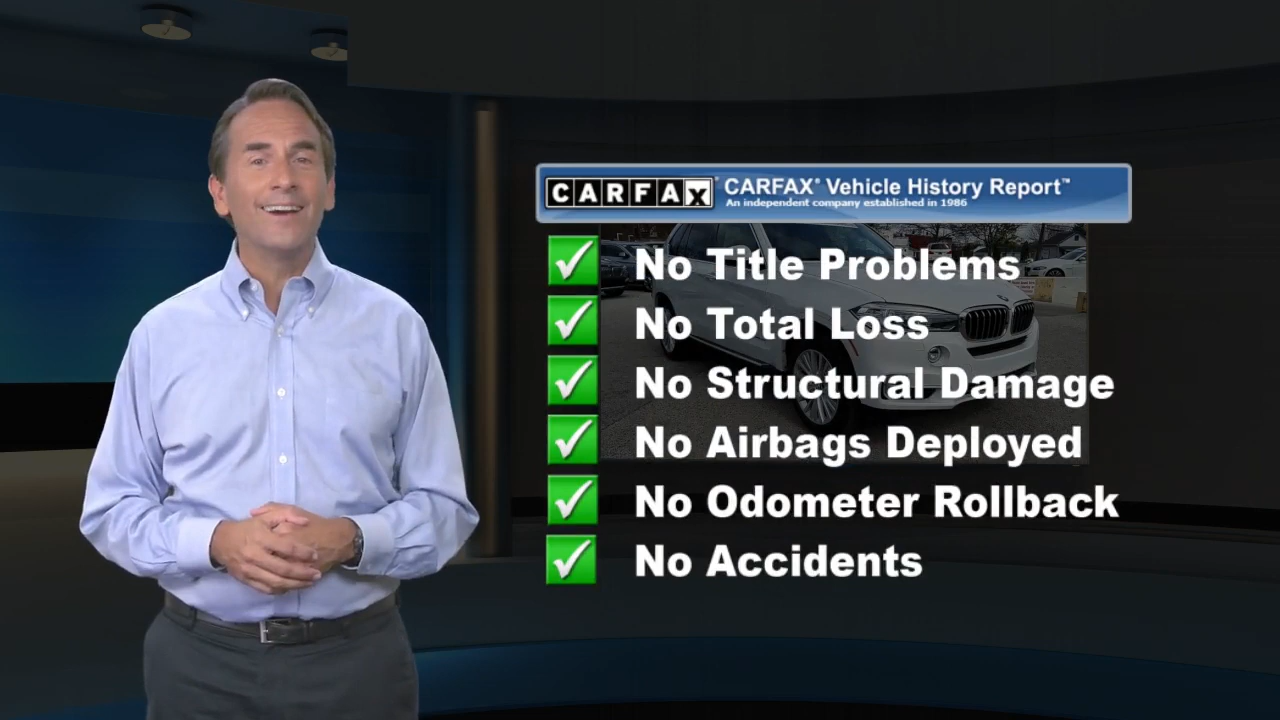 CARFAX® CARFAX® Vehicle History Report™
An independent company established in 1986
No Title Problems
No Total Loss
No Structural Damage
No Airbags Deployed
No Odometer Rollback
No Accidents